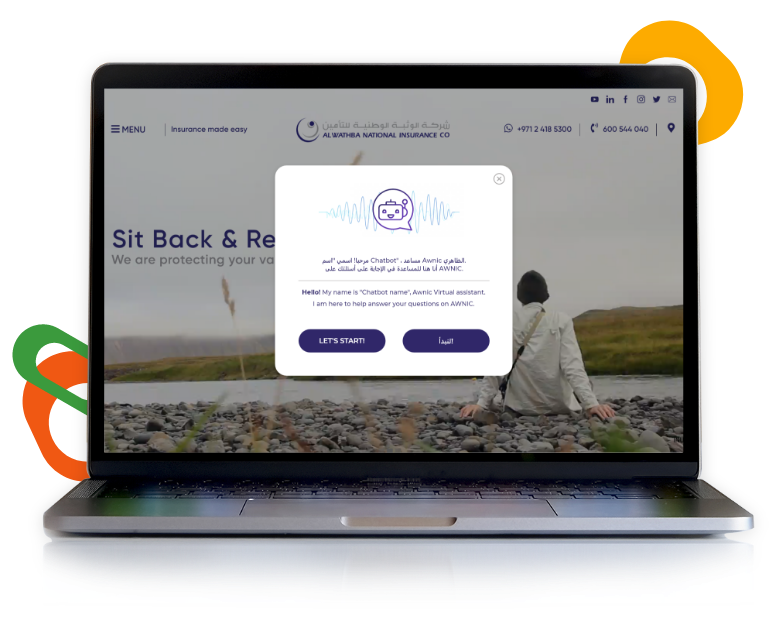 MENU
Insurance made easy
شركة الوثبة الوطنية للتأمين
AL WATHBA NATIONAL INSURANCE CO
+971 2 418 5300
600 544 040
Sit Back & Re
We are protecting your va
مرحبا! اسمي "اسم Chatbot" ، مساعد Awnic الظاهري.
أنا هنا للمساعدة في الإجابة على أسئلتك على AWNIC.
Hello! My name is "Chatbot name", Awnic Virtual assistant.
I am here to help answer your questions on AWNIC.
LET'S START!